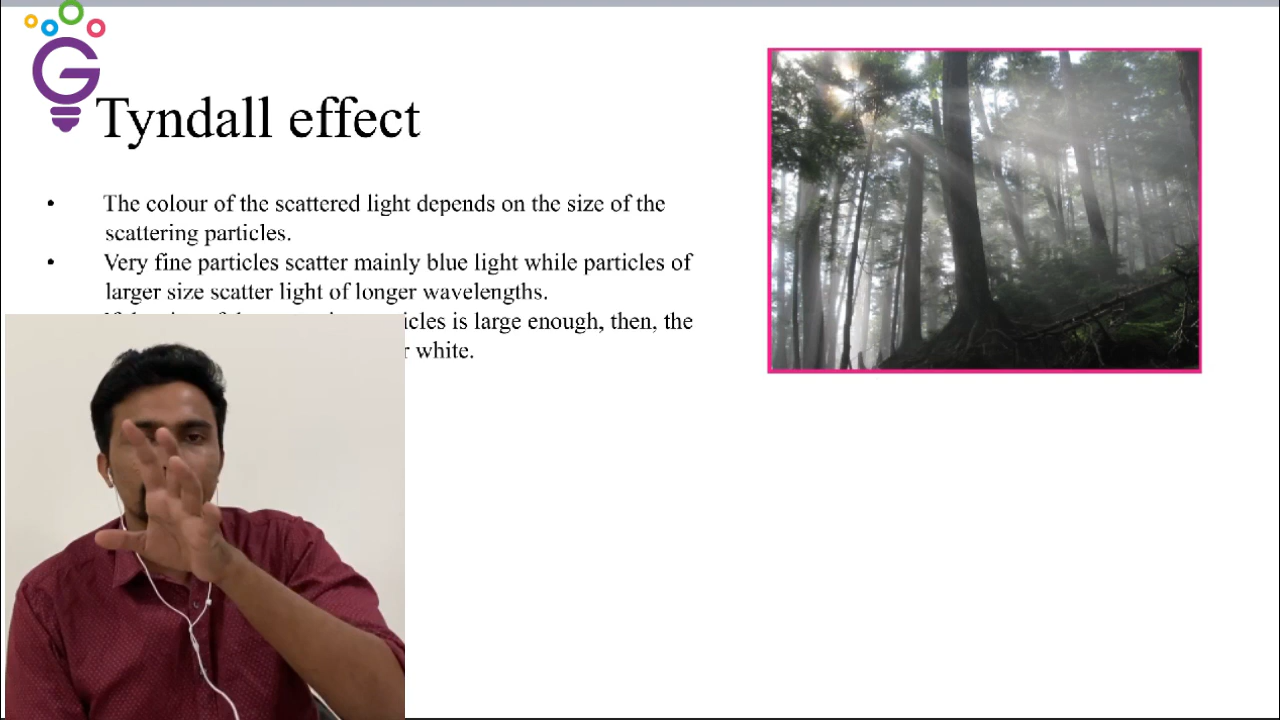 Tyndall effect
• The colour of the scattered light depends on the size of the
scattering particles.
• Very fine particles scatter mainly blue light while particles of
larger size scatter light of longer wavelengths.
is large enough, then, the
white.